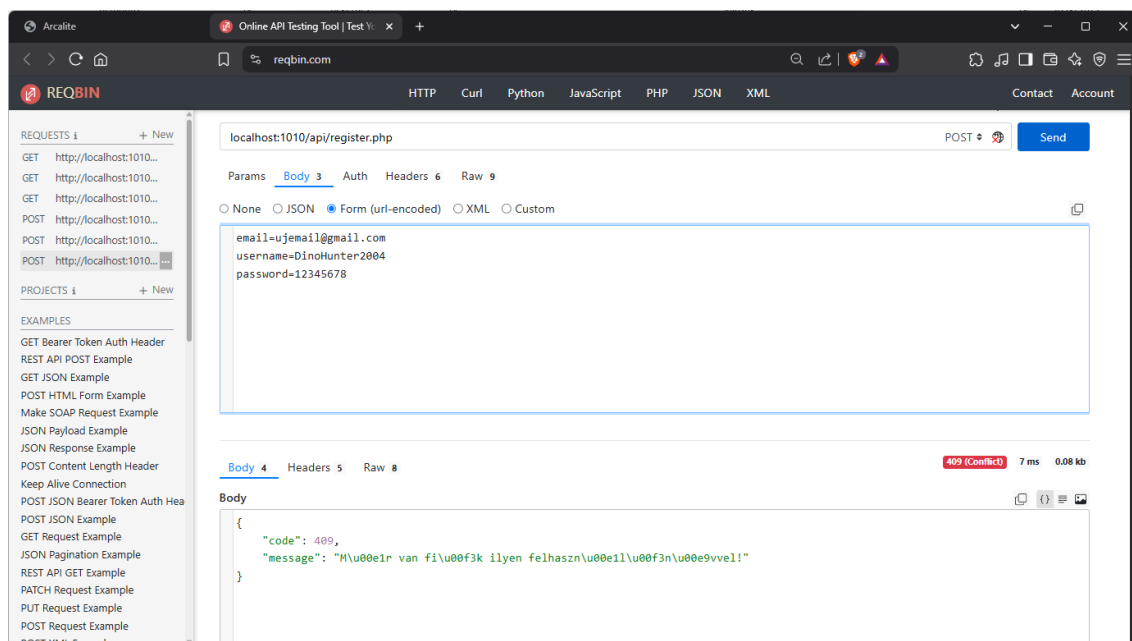 Arcalite
Online API Testing Tool | Test Yo
reqbin.com
2
REQBIN
HTTP Curl Python JavaScript PHP JSON XML
Contact Account
REQUESTS i + New
GET http://localhost:1010...
GET http://localhost:1010...
GET http://localhost:1010...
POST http://localhost:1010...
POST http://localhost:1010...
POST http://localhost:1010... ...
PROJECTS i + New
EXAMPLES
GET Bearer Token Auth Header
REST API POST Example
GET JSON Example
POST HTML Form Example
Make SOAP Request Example
JSON Payload Example
JSON Response Example
POST Content Length Header
Keep Alive Connection
POST JSON Bearer Token Auth Hea
POST JSON Example
GET Request Example
JSON Pagination Example
REST API GET Example
PATCH Request Example
PUT Request Example
POST Request Example
localhost:1010/api/register.php
POST
Send
Params Body 3 Auth Headers 6 Raw 9
None JSON Form (url-encoded) XML Custom
email=ujemail@gmail.com
username=DinoHunter2004
password=12345678
Body 4 Headers 5 Raw 8
409 (Conflict) 7 ms 0.08 kb
Body
{
"code": 409,
"message": "M\u00e1r van fi\u00f3k ilyen felhaszn\u00e1l\u00f3n\u00e9vvel!"
}